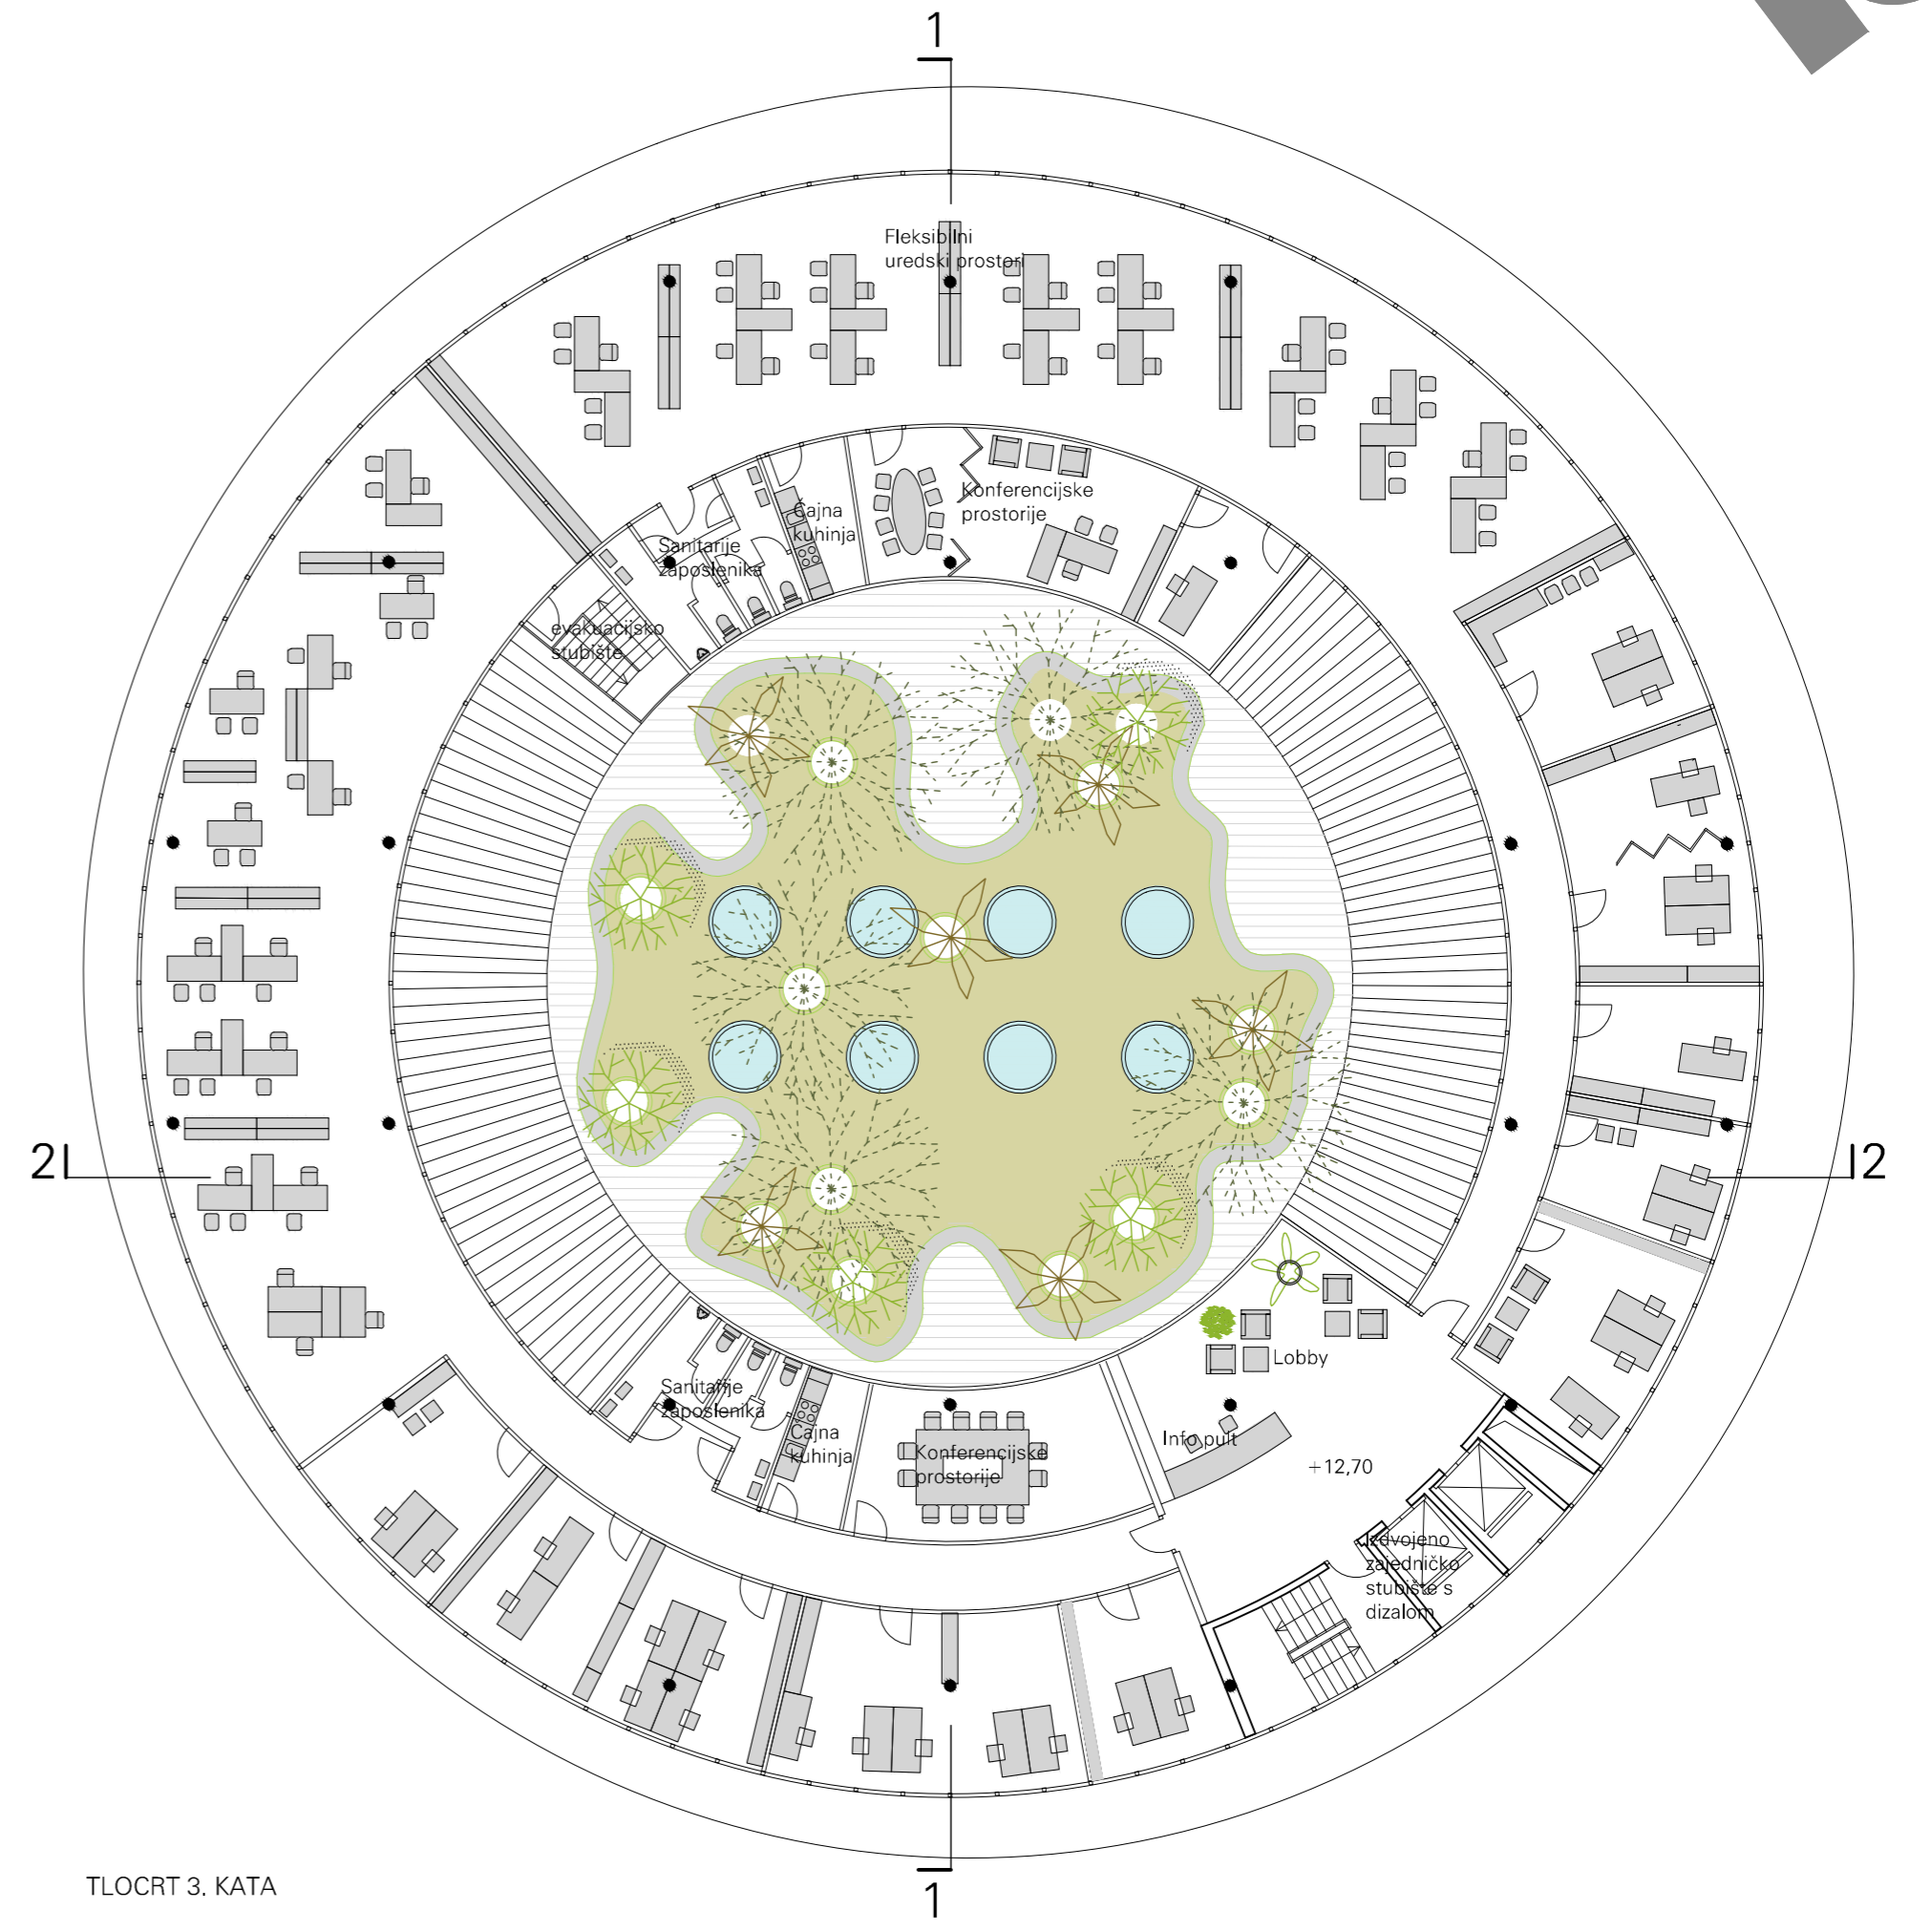 1
Fleksibilni
uredski prostori
Konferencijske
prostorije
Čajna
kuhinja
Sanitarije
zaposlenika
evakuacijsko
stubište
2
2
Lobby
Info pult
+12,70
Sanitarije
zaposlenika
Čajna
kuhinja
Konferencijske
prostorije
Izdvojeno
zajedničko
stubište s
dizalom
1
TLOCRT 3. KATA